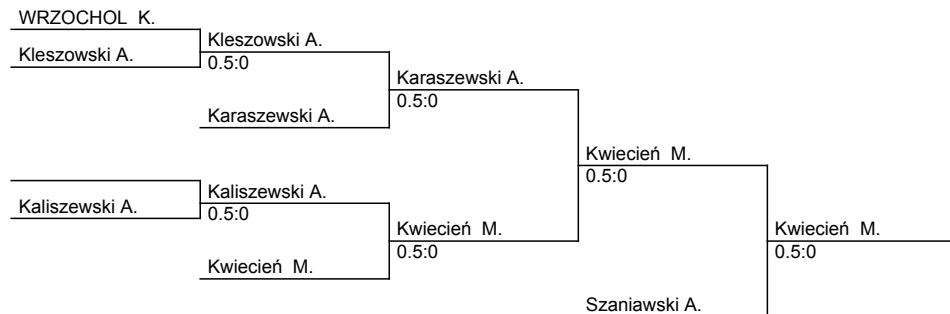 WRZOCHOL K.
Kleszowski A.
Kleszowski A.
0.5:0
Karaszewski A.
0.5:0
Karaszewski A.
Kwiecień M.
0.5:0
Kaliszewski A.
0.5:0
Kaliszewski A.
Kwiecień M.
0.5:0
Kwiecień M.
0.5:0
Kwiecień M.
Szaniawski A.